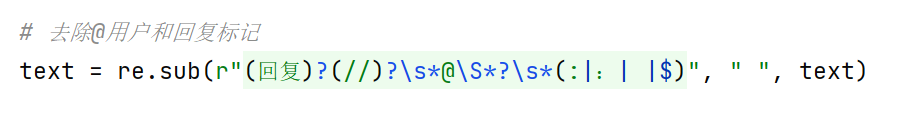 # 去除@用户和回复标记
text = re.sub(r"(回复)?(//)?\s*@\S*?\s*(:|：| |$)", " ", text)